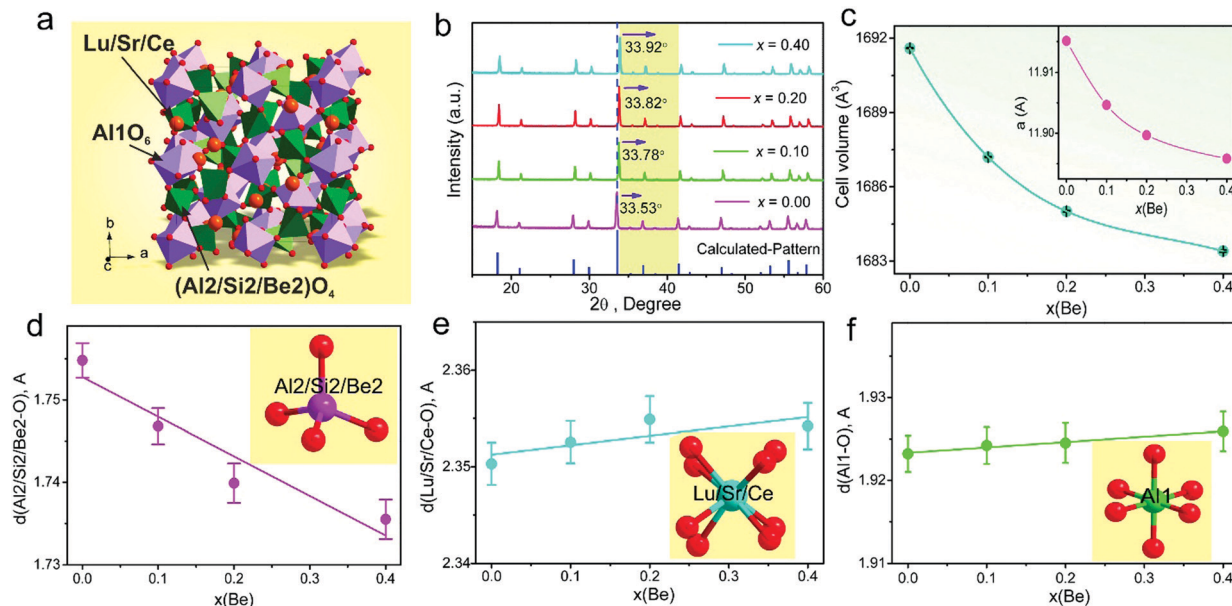 a
Lu/Sr/Ce
Al1O₆
b
a
c
(Al2/Si2/Be2)O₄
b
Intensity (a.u.)
33.92°
x = 0.40
33.82°
x = 0.20
33.78°
x = 0.10
33.53°
x = 0.00
Calculated-Pattern
20 30 40 50 60
2θ , Degree
c
Cell volume (Å³)
1692
1689
1686
1683
a (A)
11.91
11.90
0.0 0.1 0.2 0.3 0.4
x(Be)
0.0 0.1 0.2 0.3 0.4
x(Be)
d
d(Al2/Si2/Be2-O), A
1.75
1.74
1.73
Al2/Si2/Be2
0.0 0.1 0.2 0.3 0.4
x(Be)
e
d(Lu/Sr/Ce-O), A
2.36
2.35
2.34
Lu/Sr/Ce
0.0 0.1 0.2 0.3 0.4
x(Be)
f
d(Al1-O), A
1.93
1.92
1.91
Al1
0.0 0.1 0.2 0.3 0.4
x(Be)